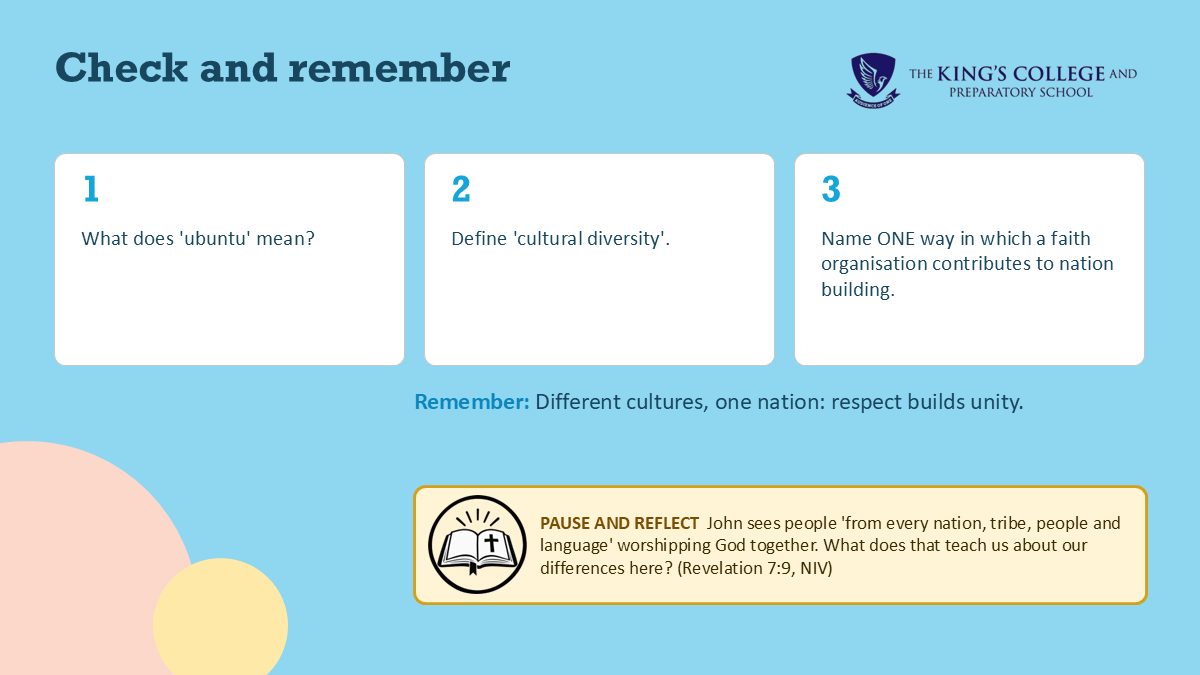 Check and remember
THE KING'S COLLEGE AND
PREPARATORY SCHOOL
AUDIENCE OF ONE
1
What does 'ubuntu' mean?
2
Define 'cultural diversity'.
3
Name ONE way in which a faith
organisation contributes to nation
building.
Remember: Different cultures, one nation: respect builds unity.
PAUSE AND REFLECT John sees people 'from every nation, tribe, people and
language' worshipping God together. What does that teach us about our
differences here? (Revelation 7:9, NIV)